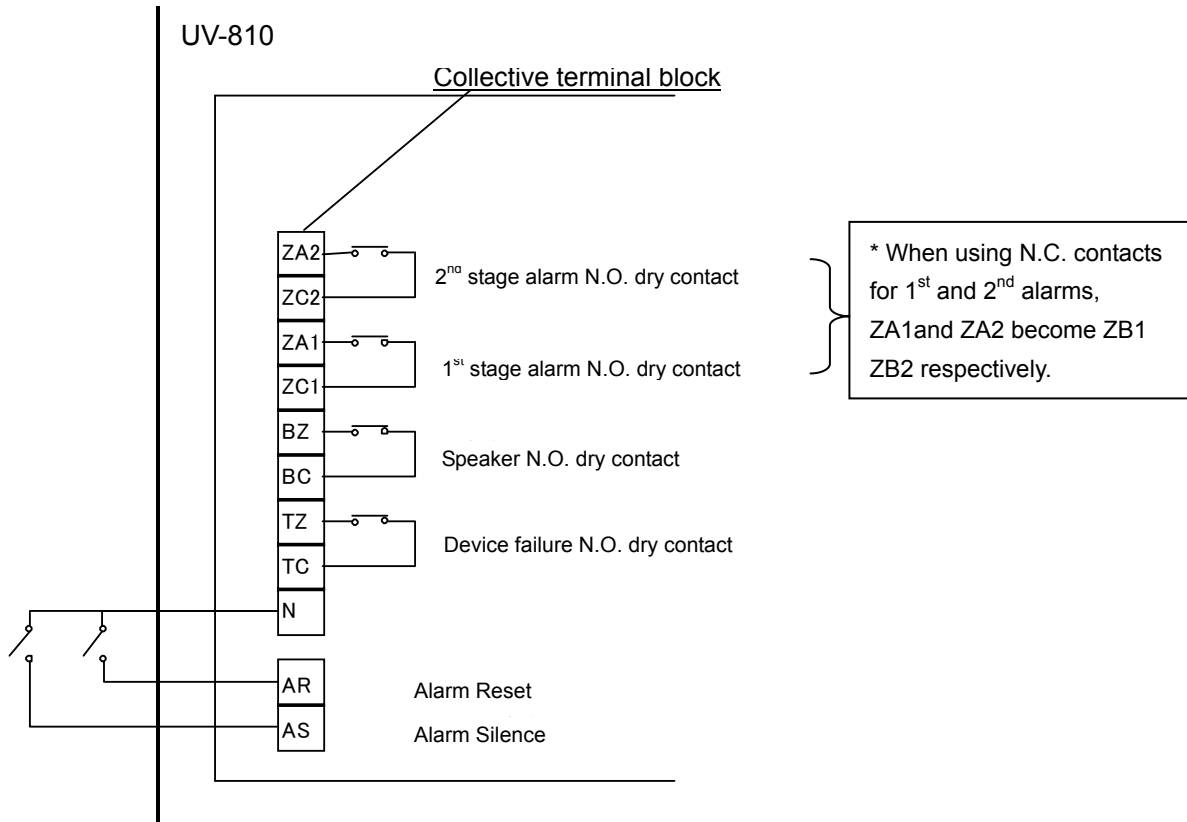 UV-810
Collective terminal block
ZA2
2nd stage alarm N.O. dry contact
ZC2
ZA1
1st stage alarm N.O. dry contact
ZC1
BZ
Speaker N.O. dry contact
BC
TZ
Device failure N.O. dry contact
TC
N
AR
Alarm Reset
AS
Alarm Silence
* When using N.C. contacts
for 1st and 2nd alarms,
ZA1and ZA2 become ZB1
ZB2 respectively.